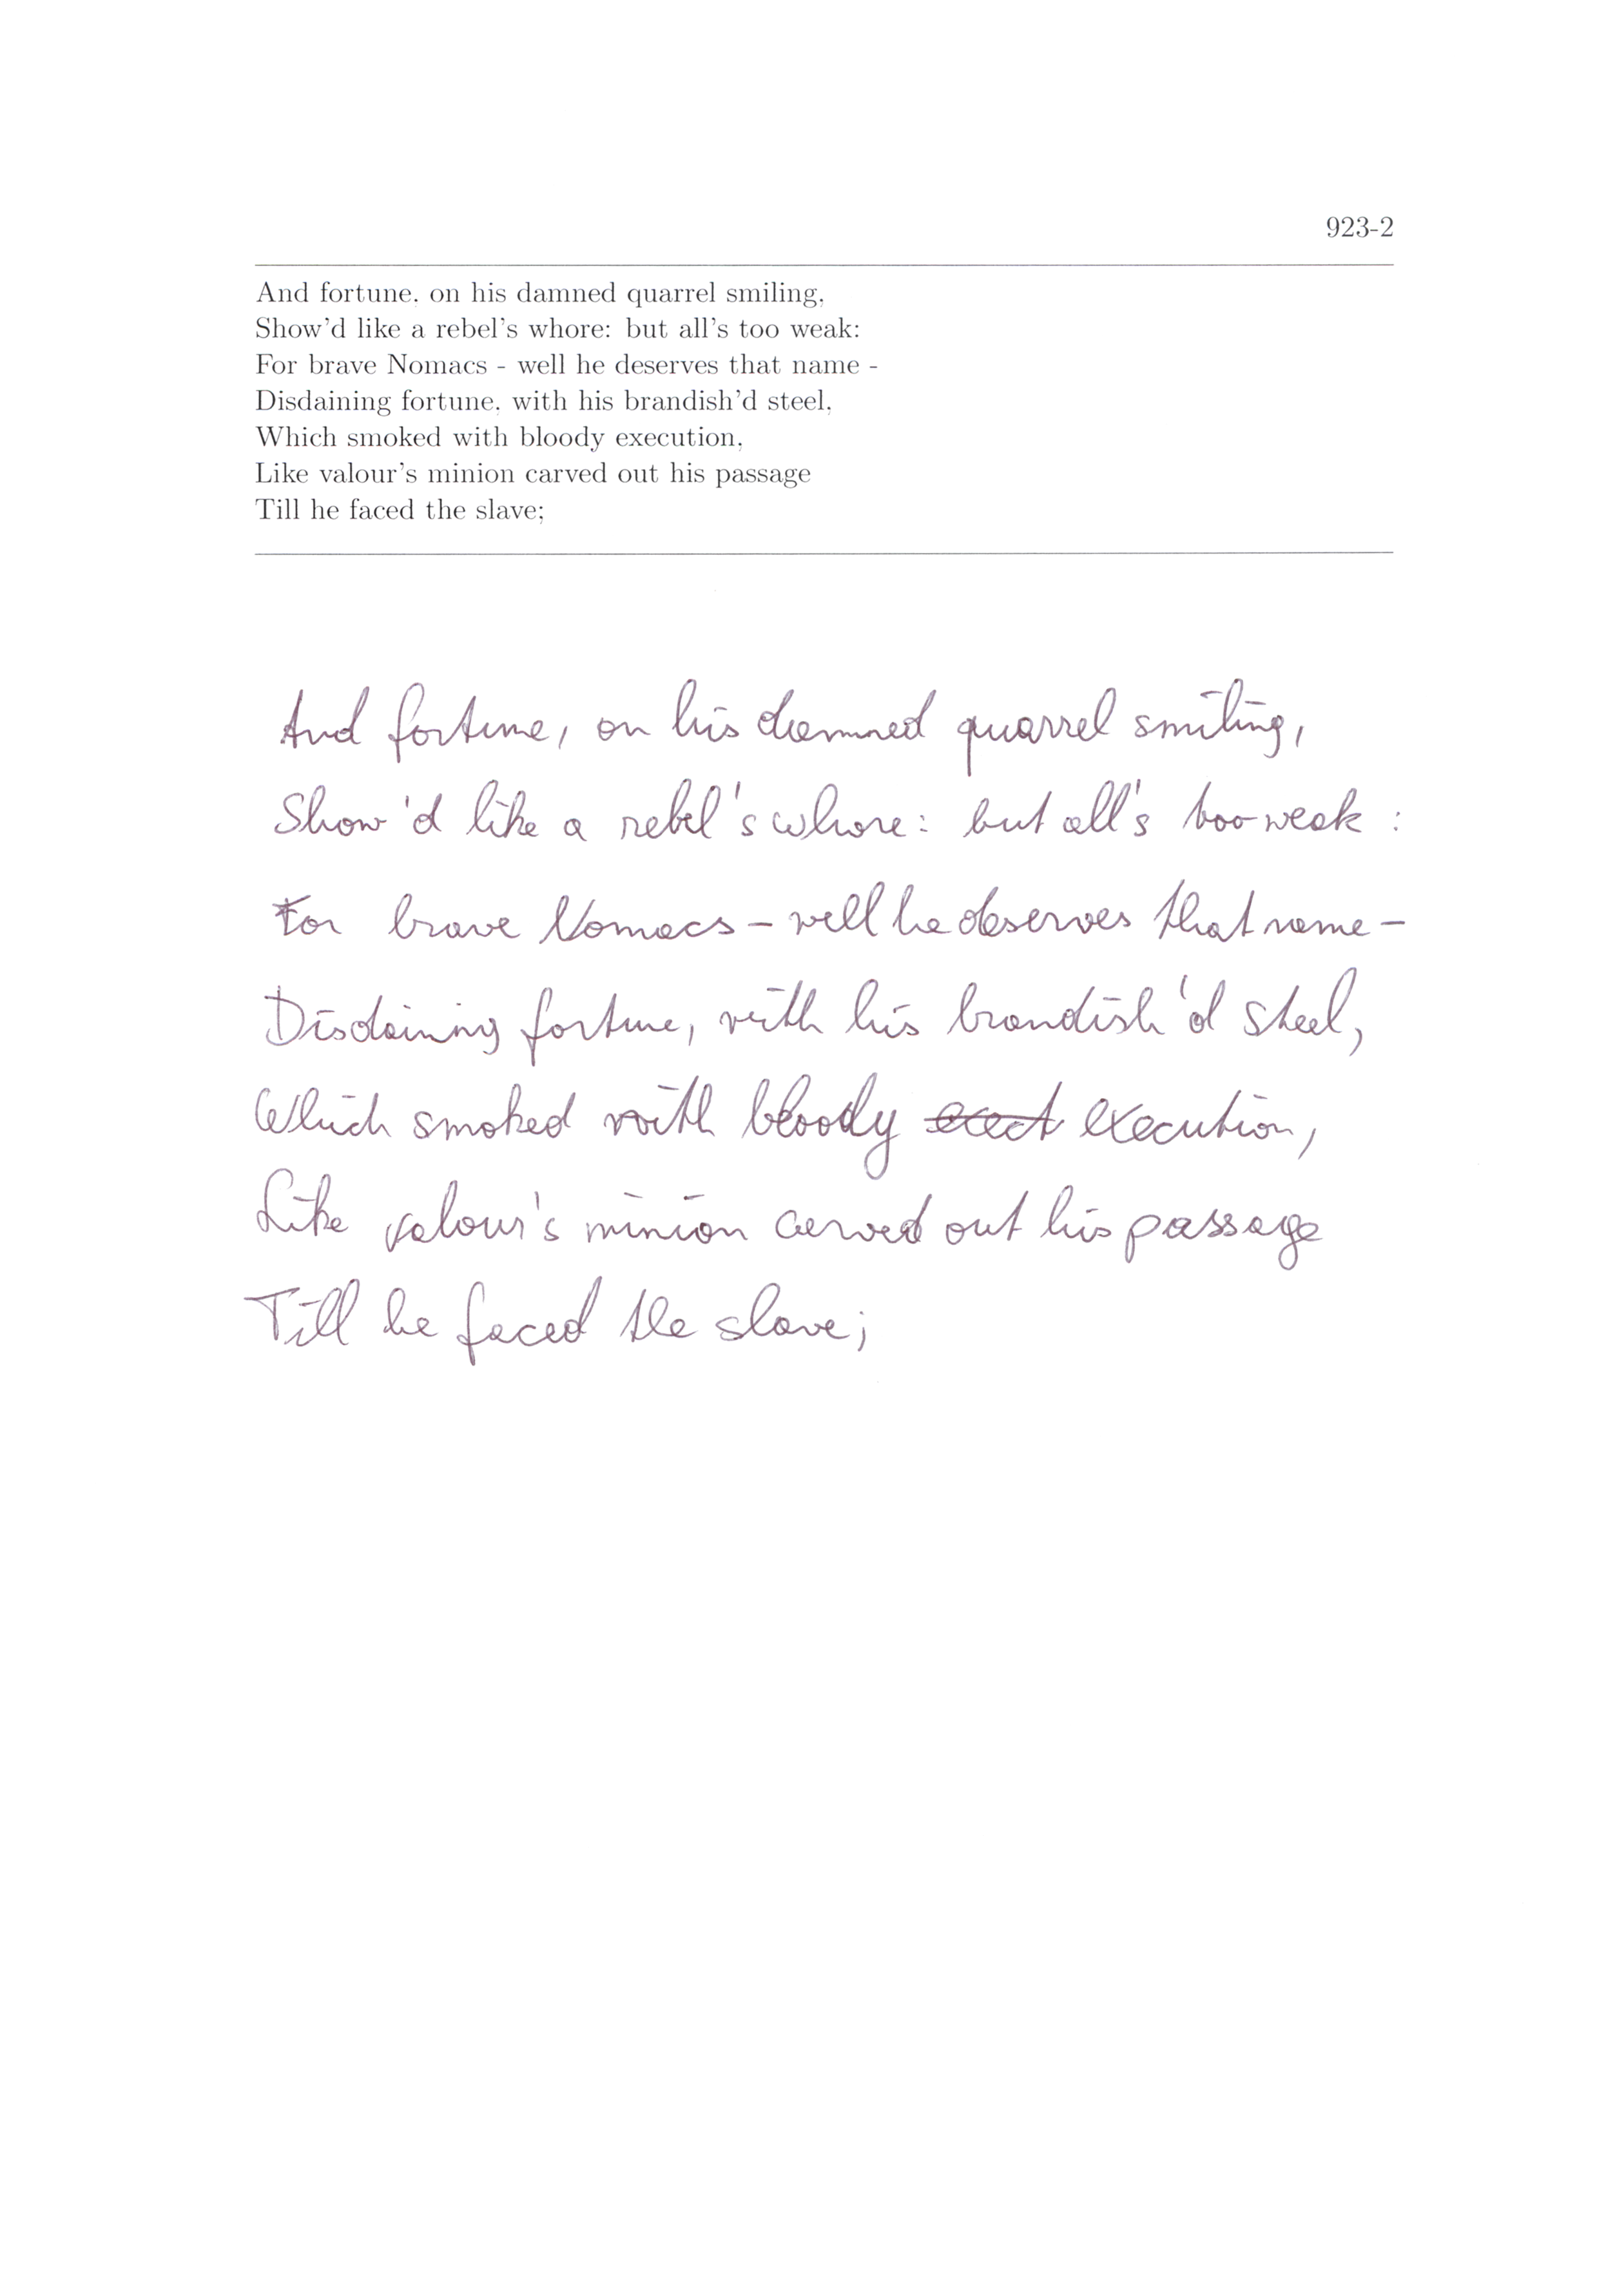 923-2
And fortune, on his damned quarrel smiling,
Show'd like a rebel's whore: but all's too weak:
For brave Nomacs - well he deserves that name -
Disdaining fortune, with his brandish'd steel,
Which smoked with bloody execution,
Like valour's minion carved out his passage
Till he faced the slave;
And fortune, on his damned quarrel smiling,
Show'd like a rebel's whore: but all's too weak:
For brave Nomacs - well he deserves that name -
Disdaining fortune, with his brandish'd steel,
Which smoked with bloody execution,
Like valour's minion carved out his passage
Till he faced the slave;